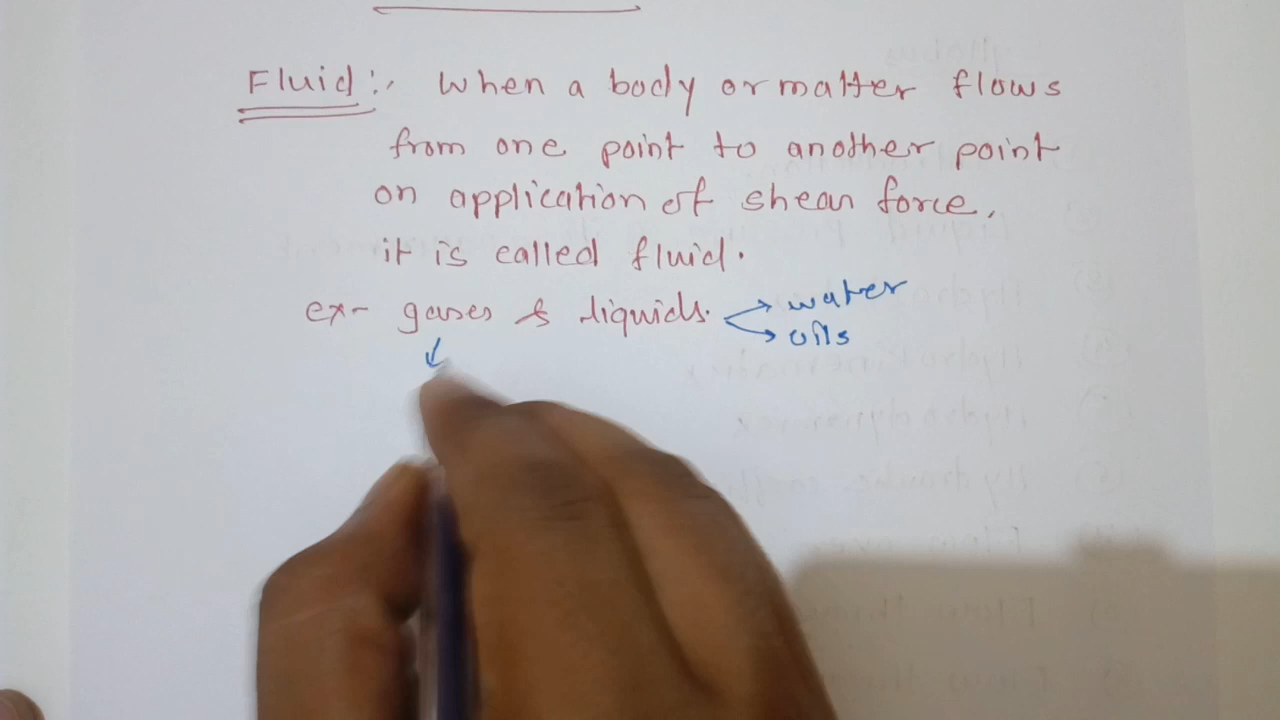 Fluid:- When a body or matter flows
from one point to another point
on application of shear force,
it is called fluid.
ex- gases & liquids. → water
→ oils